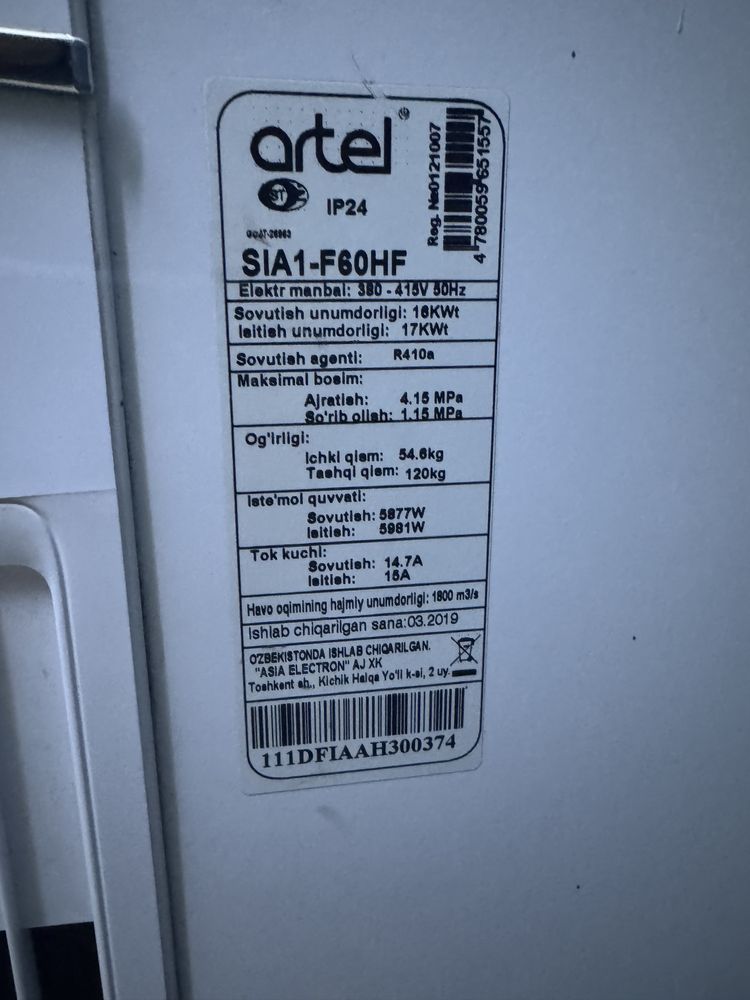 artel®
ST
IP24
Reg. №0121007
4780059651557
SIA1-F60HF
Elektr manbai: 380 - 415V 50Hz
Sovutish unumdorligi: 16KWt
Isitish unumdorligi: 17KWt
Sovutish agenti: R410a
Maksimal bosim:
Ajratish: 4.15 MPa
So'rib olish: 1.15 MPa
Og'irligi:
Ichki qism: 54.6kg
Tashqi qism: 120kg
Iste'mol quvvati:
Sovutish: 5877W
Isitish: 5981W
Tok kuchi:
Sovutish: 14.7A
Isitish: 15A
Havo oqimining hajmiy unumdorligi: 1800 m3/s
Ishlab chiqarilgan sana:03.2019
O'ZBEKISTONDA ISHLAB CHIQARILGAN.
"ASIA ELECTRON" AJ XK
Toshkent sh., Kichik Halqa Yo'li k-si, 2 uy.
111DFIAAH300374